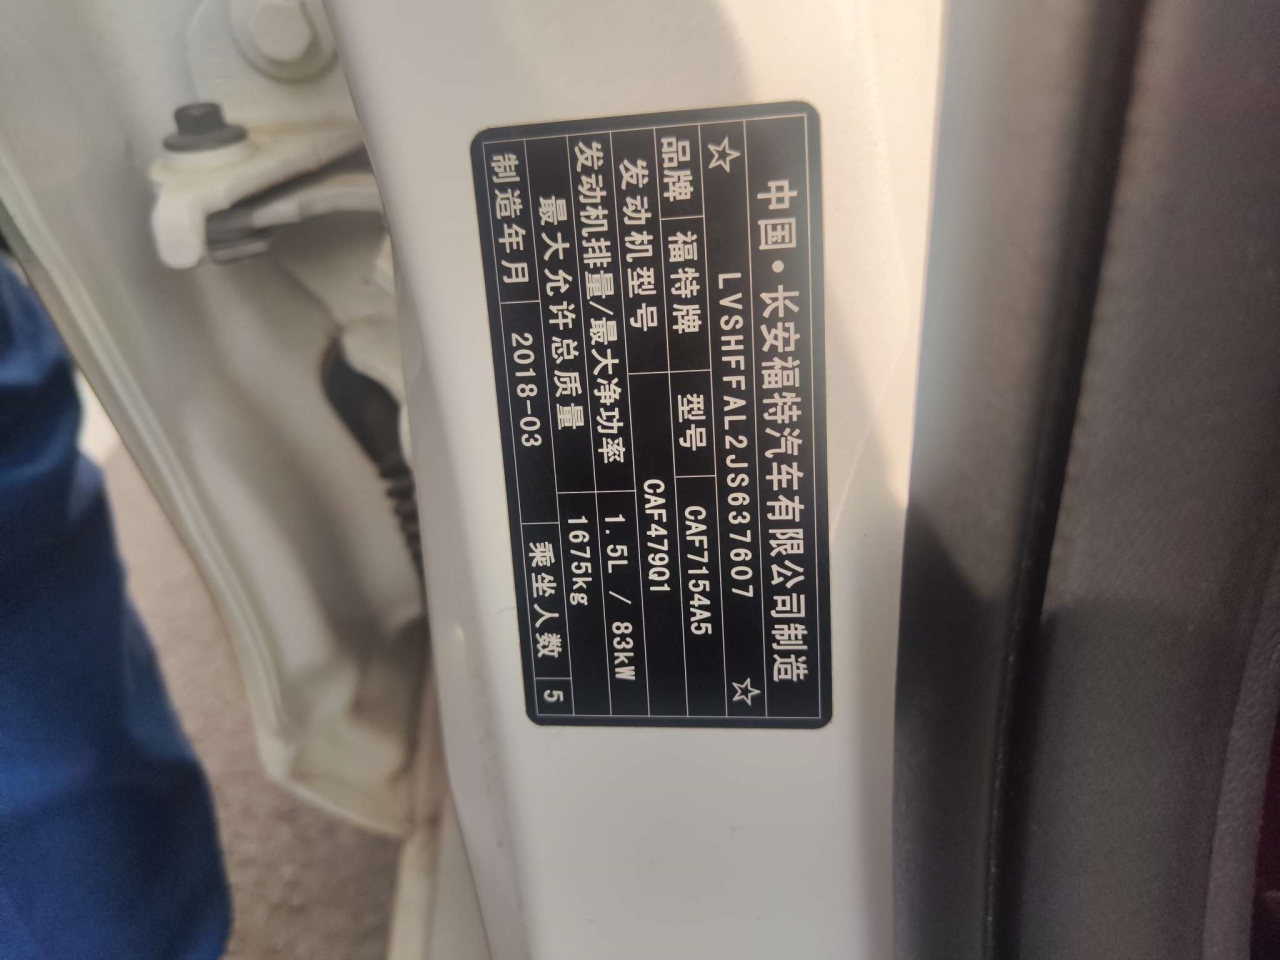 中国·长安福特汽车有限公司制造
☆ LVSHFFAL2JS637607 ☆
品牌 福特牌 型号 CAF7154A5
发动机型号 CAF479Q1
发动机排量/最大净功率 1.5L / 83kW
最大允许总质量 1675kg
制造年月 2018-03 乘坐人数 5